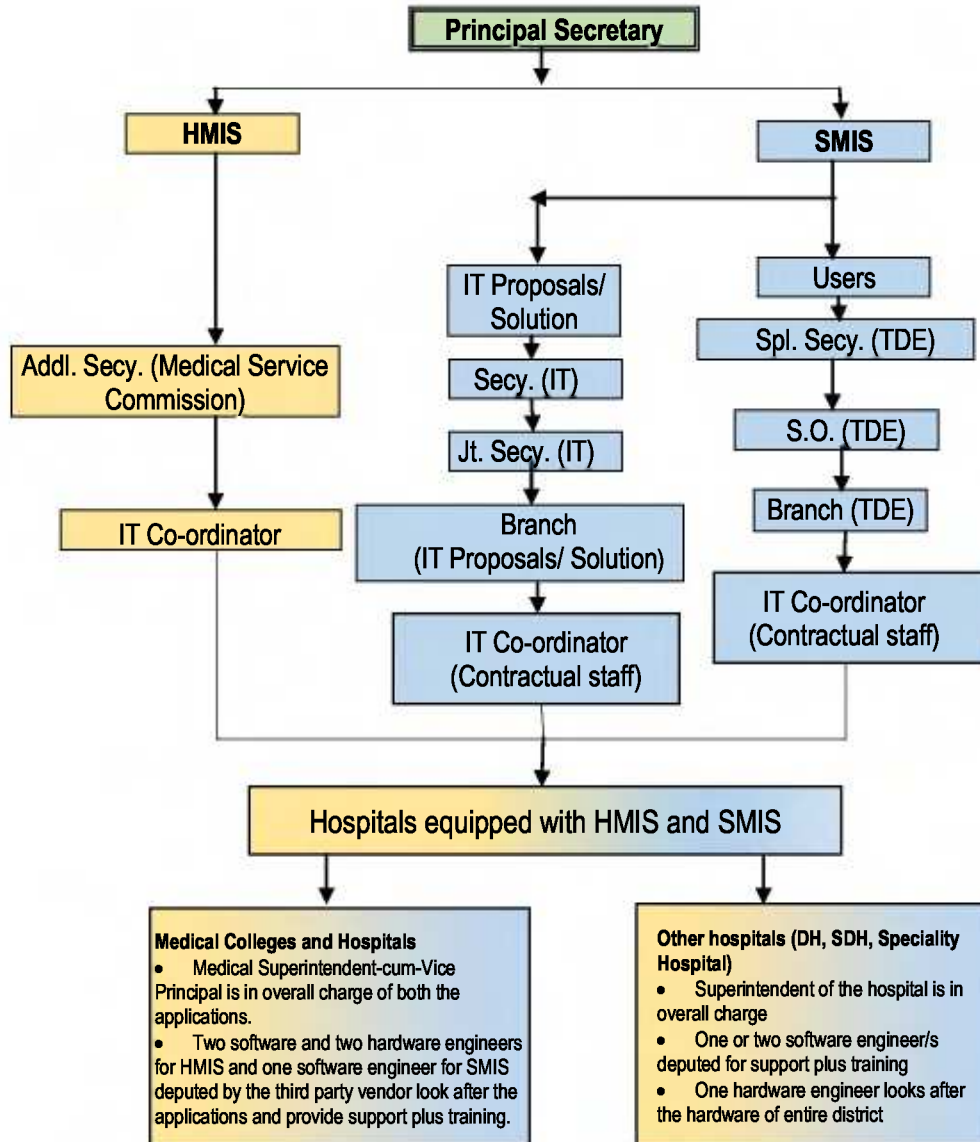 Principal Secretary
HMIS
SMIS
IT Proposals/
Solution
Users
Spl. Secy. (TDE)
Addl. Secy. (Medical Service
Commission)
Secy. (IT)
S.O. (TDE)
Jt. Secy. (IT)
Branch (TDE)
IT Co-ordinator
Branch
(IT Proposals/ Solution)
IT Co-ordinator
(Contractual staff)
IT Co-ordinator
(Contractual staff)
Hospitals equipped with HMIS and SMIS
Medical Colleges and Hospitals
• Medical Superintendent-cum-Vice
Principal is in overall charge of both the
applications.
• Two software and two hardware engineers
for HMIS and one software engineer for SMIS
deputed by the third party vendor look after the
applications and provide support plus training.
Other hospitals (DH, SDH, Speciality
Hospital)
• Superintendent of the hospital is in
overall charge
• One or two software engineer/s
deputed for support plus training
• One hardware engineer looks after
the hardware of entire district